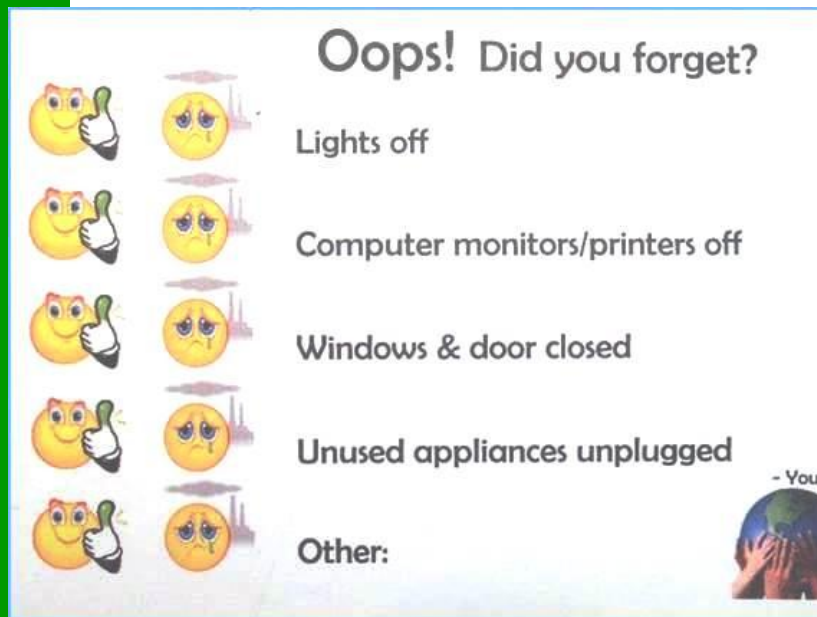 Oops! Did you forget?
Lights off
Computer monitors/printers off
Windows & door closed
Unused appliances unplugged
- You
Other: